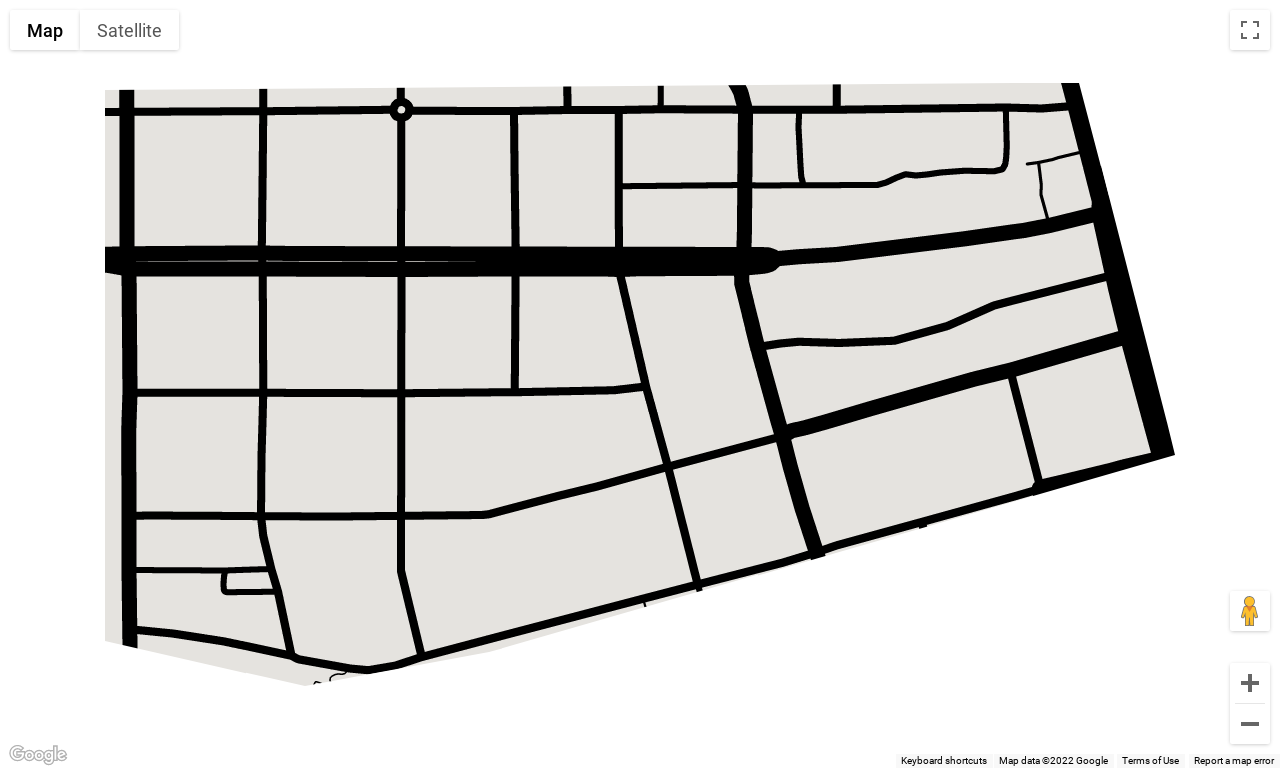 Map Satellite
Google
Keyboard shortcuts Map data ©2022 Google Terms of Use Report a map error